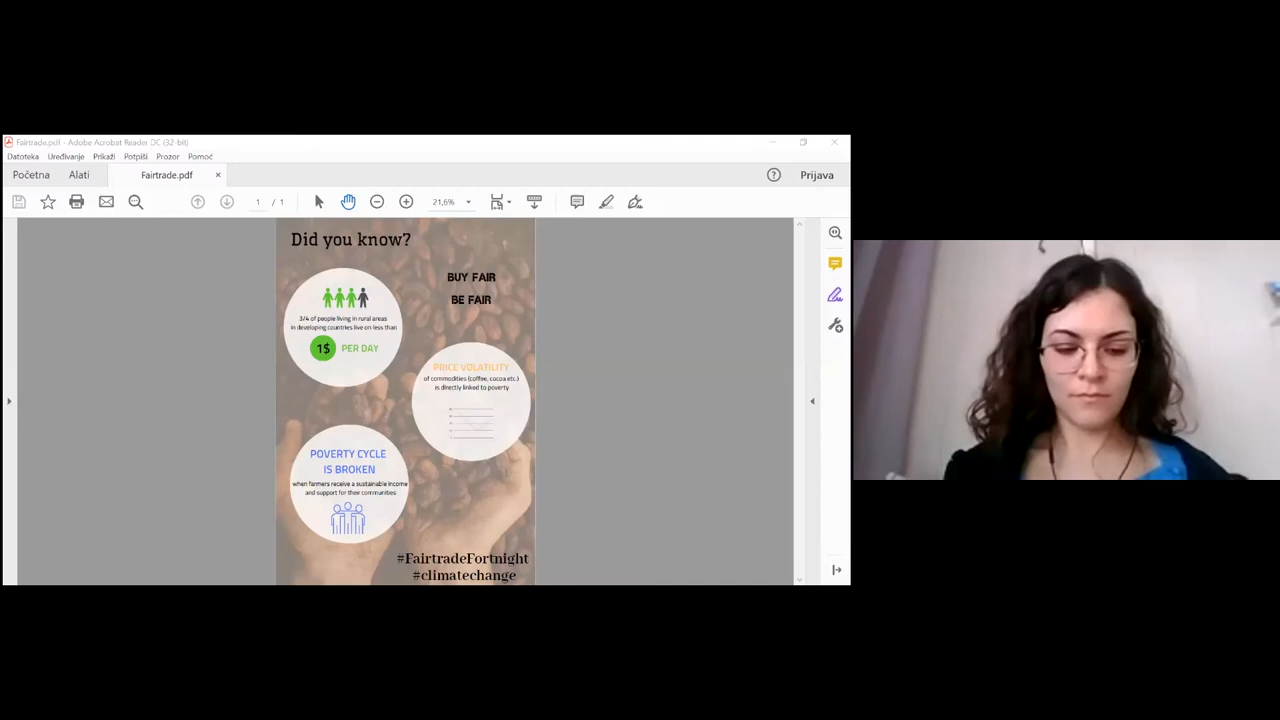 Fairtrade.pdf - Adobe Acrobat Reader DC (32-bit)
Datoteka Uređivanje Prikaži Potpiši Prozor Pomoć
Početna Alati Fairtrade.pdf × ? Prijava
1 / 1 21,6%
Did you know?
BUY FAIR
BE FAIR
3/4 of people living in rural areas
in developing countries live on less than
1$ PER DAY
PRICE VOLATILITY
of commodities (coffee, cocoa etc.)
is directly linked to poverty
POVERTY CYCLE
IS BROKEN
when farmers receive a sustainable income
and support for their communities
#FairtradeFortnight
#climatechange